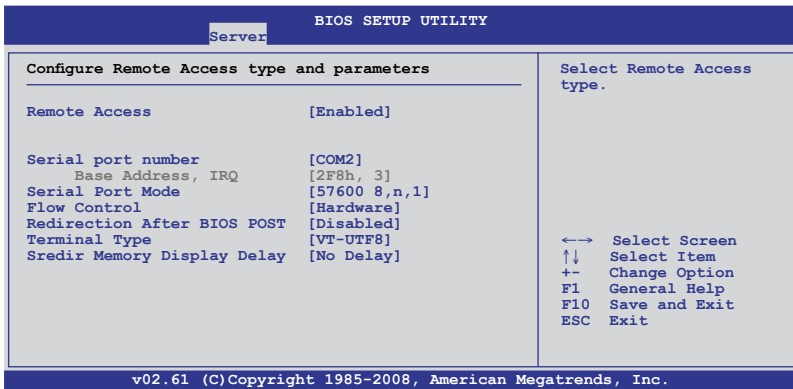 BIOS SETUP UTILITY
Server
Configure Remote Access type and parameters
Remote Access [Enabled]
Serial port number [COM2]
Base Address, IRQ [2F8h, 3]
Serial Port Mode [57600 8,n,1]
Flow Control [Hardware]
Redirection After BIOS POST [Disabled]
Terminal Type [VT-UTF8]
Sredir Memory Display Delay [No Delay]
Select Remote Access
type.
←→ Select Screen
↑↓ Select Item
+- Change Option
F1 General Help
F10 Save and Exit
ESC Exit
v02.61 (C)Copyright 1985-2008, American Megatrends, Inc.